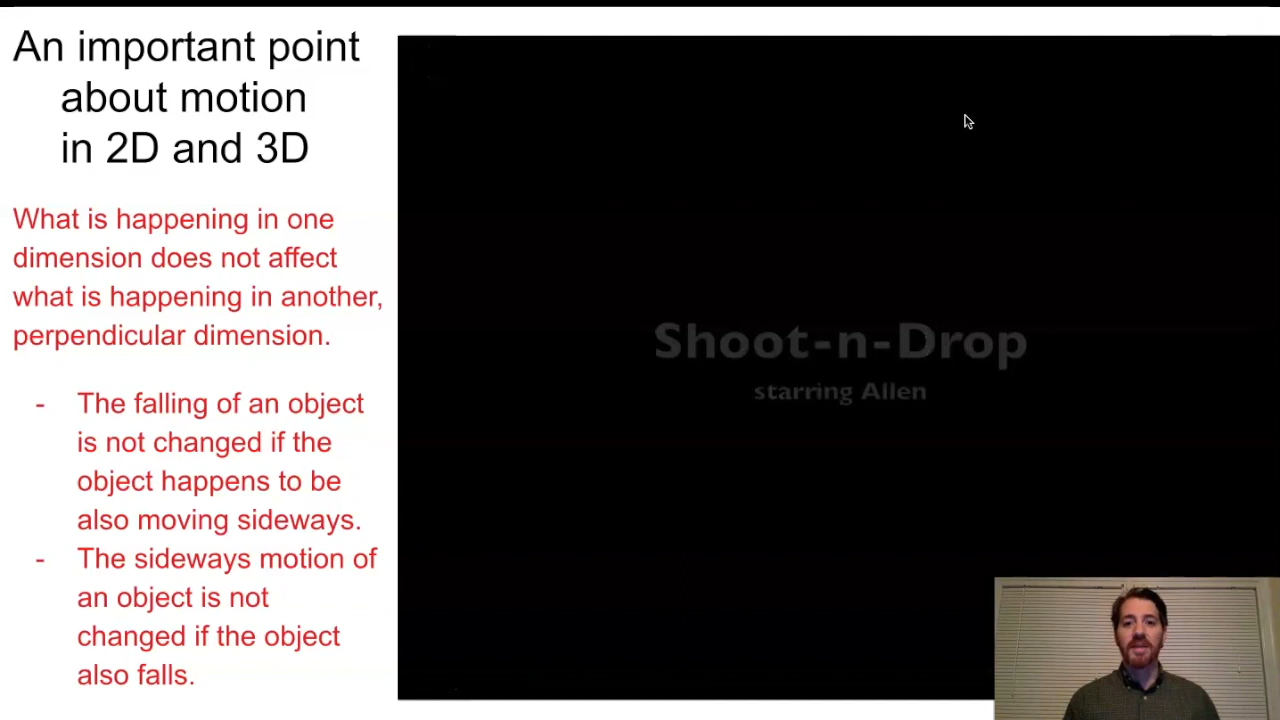 An important point
about motion
in 2D and 3D
What is happening in one
dimension does not affect
what is happening in another,
perpendicular dimension.
- The falling of an object
is not changed if the
object happens to be
also moving sideways.
- The sideways motion of
an object is not
changed if the object
also falls.
Shoot-n-Drop
starring Allen